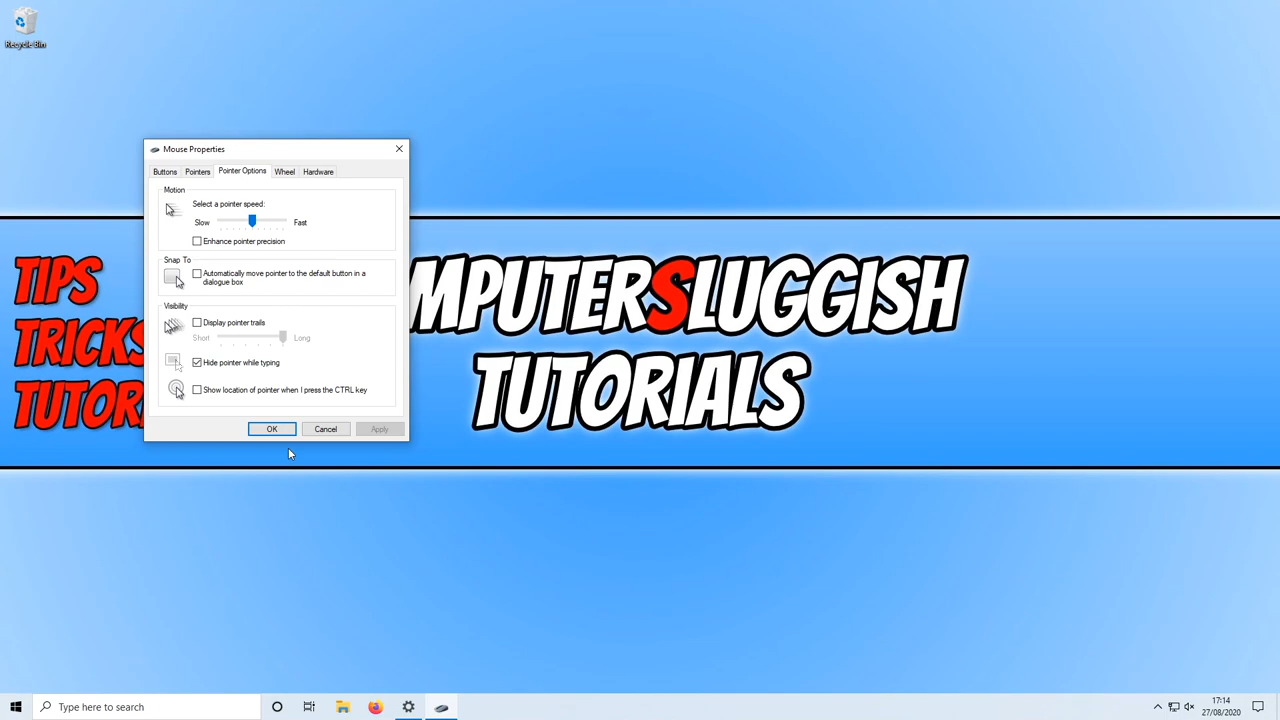 Recycle Bin
Mouse Properties
Buttons Pointers Pointer Options Wheel Hardware
Motion
Select a pointer speed:
Slow Fast
Enhance pointer precision
Snap To
Automatically move pointer to the default button in a
dialogue box
Visibility
Display pointer trails
Short Long
Hide pointer while typing
Show location of pointer when I press the CTRL key
OK Cancel Apply
TIPS
TRICKS
TUTOR
MPUTERSLUGGISH
TUTORIALS
Type here to search
17:14
27/08/2020